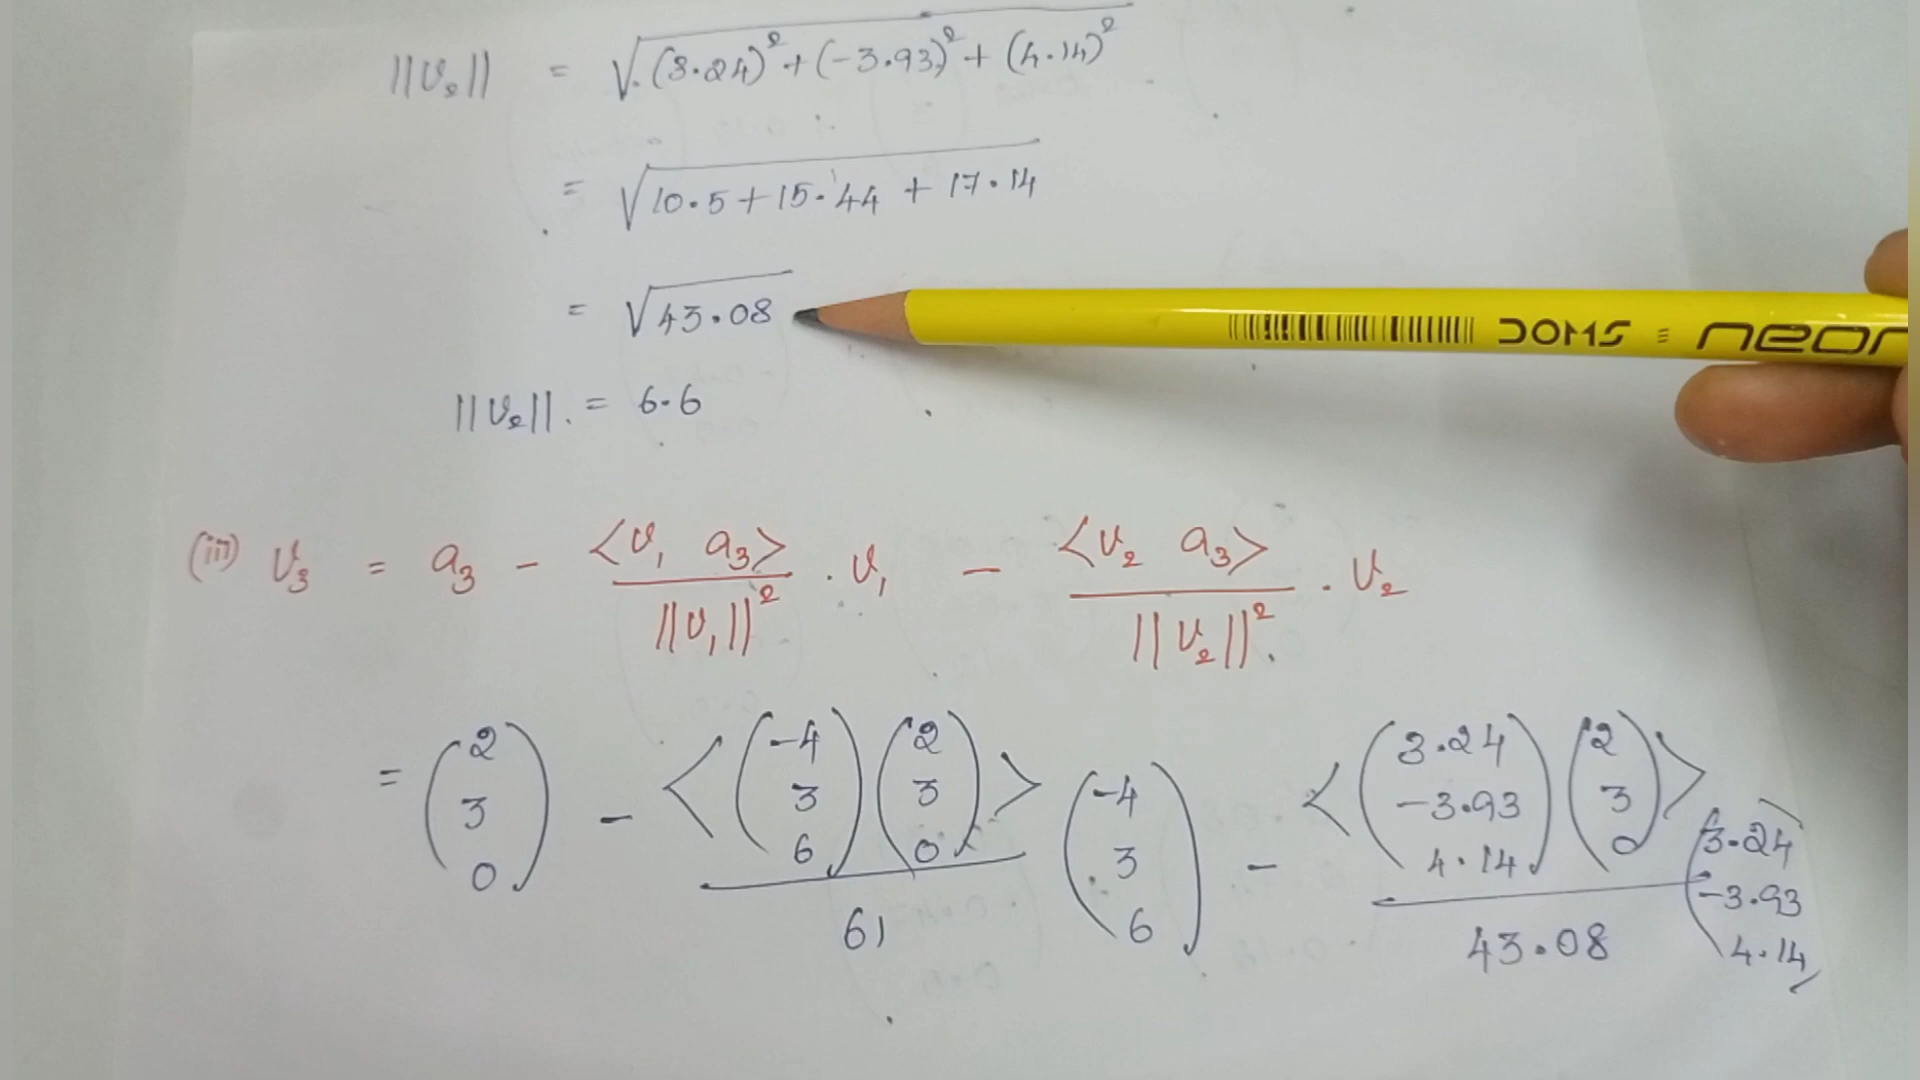 ||v₂|| = √(3.24)² + (-3.93)² + (4.14)²
= √10.5 + 15.44 + 17.14
= √43.08
DOMS neon
||v₂|| . = 6.6
(iii) v₃ = a₃ - <v₁ a₃> / ||v₁||² . v₁ - <v₂ a₃> / ||v₂||² . v₂
= (2 3 0) - <(-4 3 6) (2 3 0)> / 61 (-4 3 6) - <(3.24 -3.93 4.14) (2 3 0)> / 43.08 (3.24 -3.93 4.14)